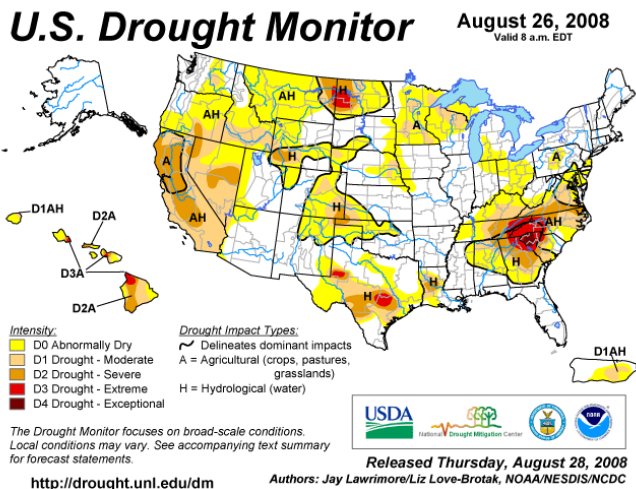 U.S. Drought Monitor
August 26, 2008
Valid 8 a.m. EDT
AH
H
AH
A
A
H
A
AH
H
AH
H
H
H
D1AH
D2A
D3A
D2A
D1AH
Intensity:
D0 Abnormally Dry
D1 Drought - Moderate
D2 Drought - Severe
D3 Drought - Extreme
D4 Drought - Exceptional
Drought Impact Types:
Delineates dominant impacts
A = Agricultural (crops, pastures,
grasslands)
H = Hydrological (water)
The Drought Monitor focuses on broad-scale conditions.
Local conditions may vary. See accompanying text summary
for forecast statements.
http://drought.unl.edu/dm
USDA
National Drought Mitigation Center
NOAA
Released Thursday, August 28, 2008
Authors: Jay Lawrimore/Liz Love-Brotak, NOAA/NESDIS/NCDC